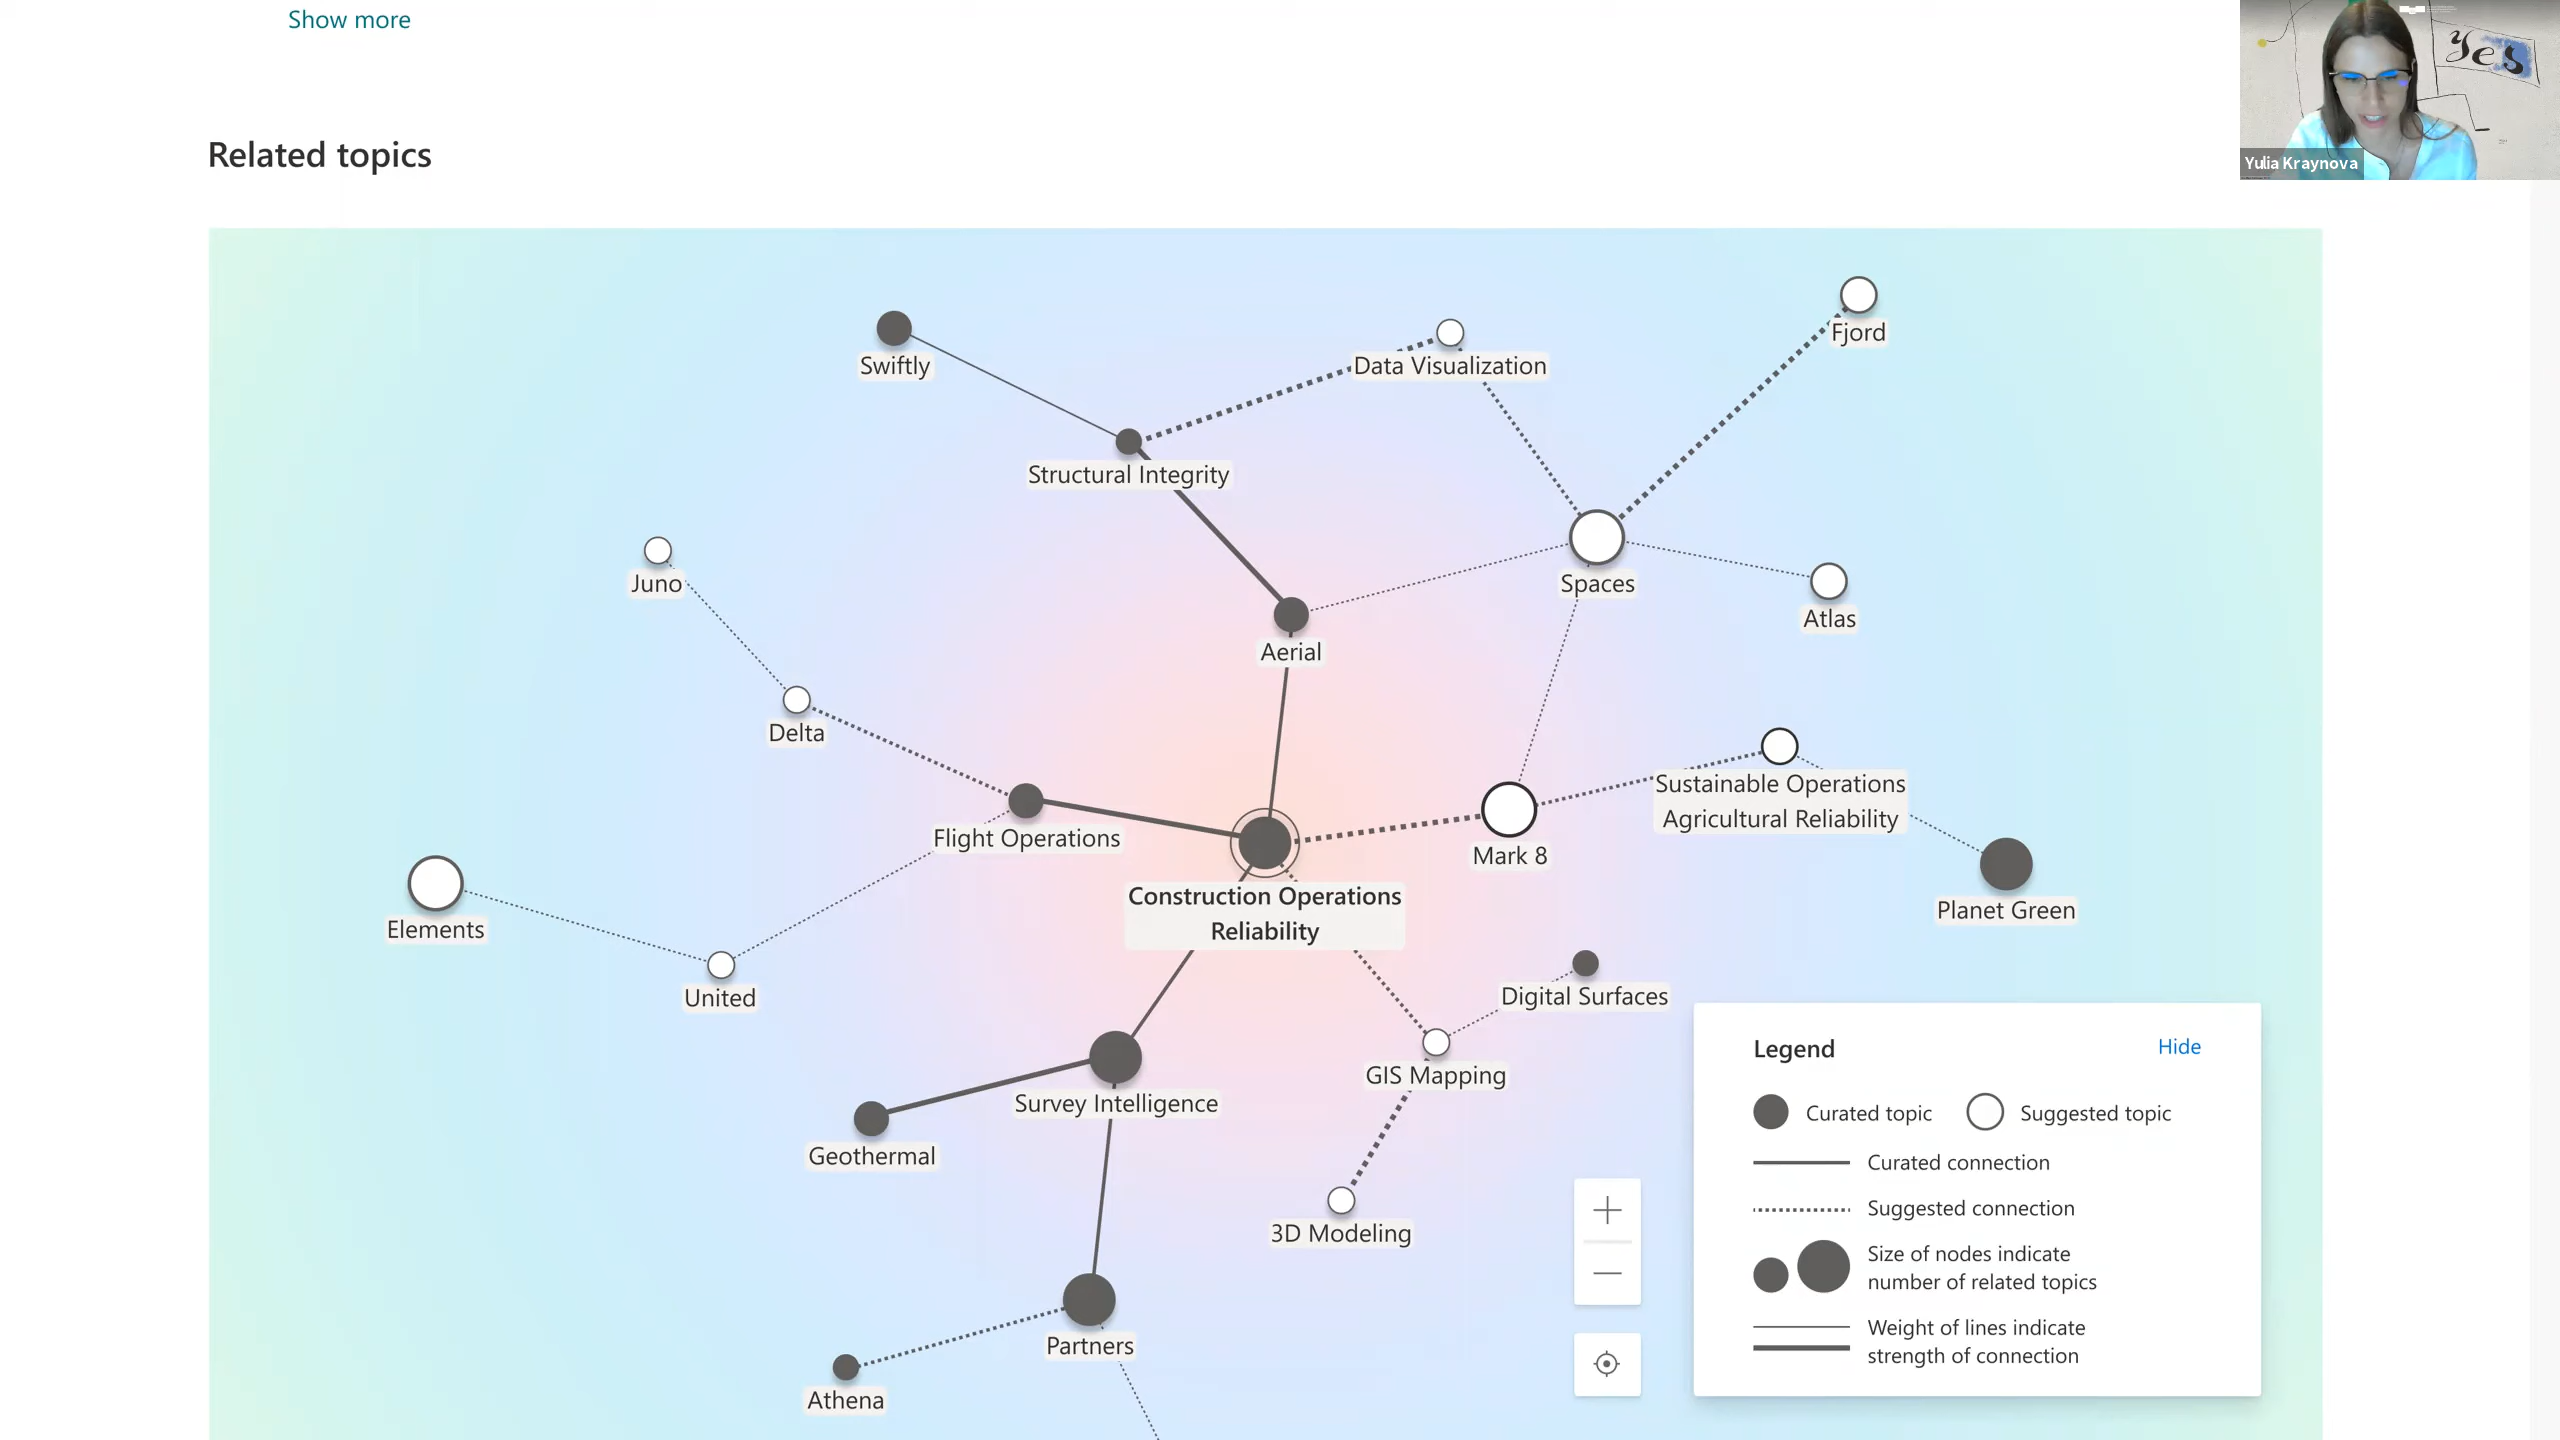 Show more
Yes
Yulia Kraynova
Related topics
Swiftly
Data Visualization
Fjord
Structural Integrity
Juno
Spaces
Atlas
Aerial
Delta
Flight Operations
Sustainable Operations
Agricultural Reliability
Mark 8
Construction Operations
Reliability
Planet Green
Elements
United
Digital Surfaces
GIS Mapping
Survey Intelligence
Geothermal
3D Modeling
Partners
Athena
Legend
Hide
Curated topic
Suggested topic
Curated connection
Suggested connection
Size of nodes indicate
number of related topics
Weight of lines indicate
strength of connection